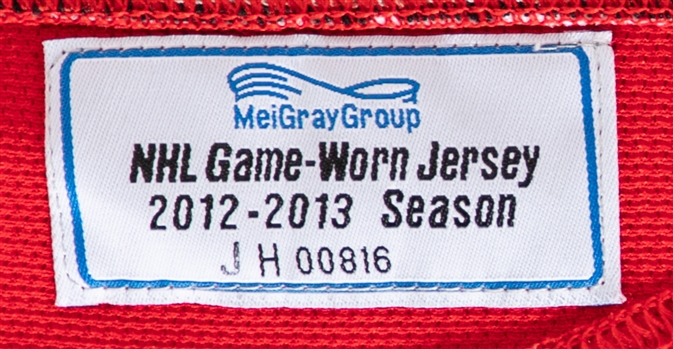 MeiGrayGroup
NHL Game-Worn Jersey
2012-2013 Season
J H 00816